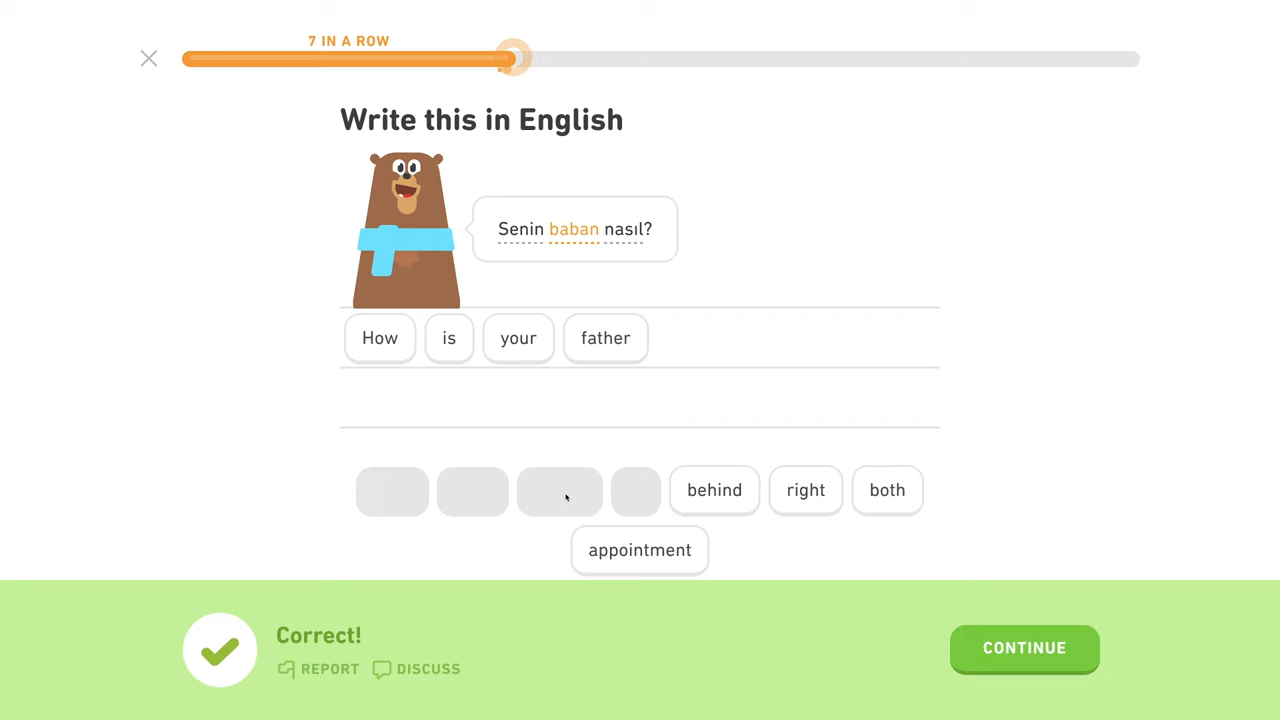 7 IN A ROW
Write this in English
Senin baban nasıl?
How is your father
behind right both
appointment
Correct!
REPORT DISCUSS
CONTINUE